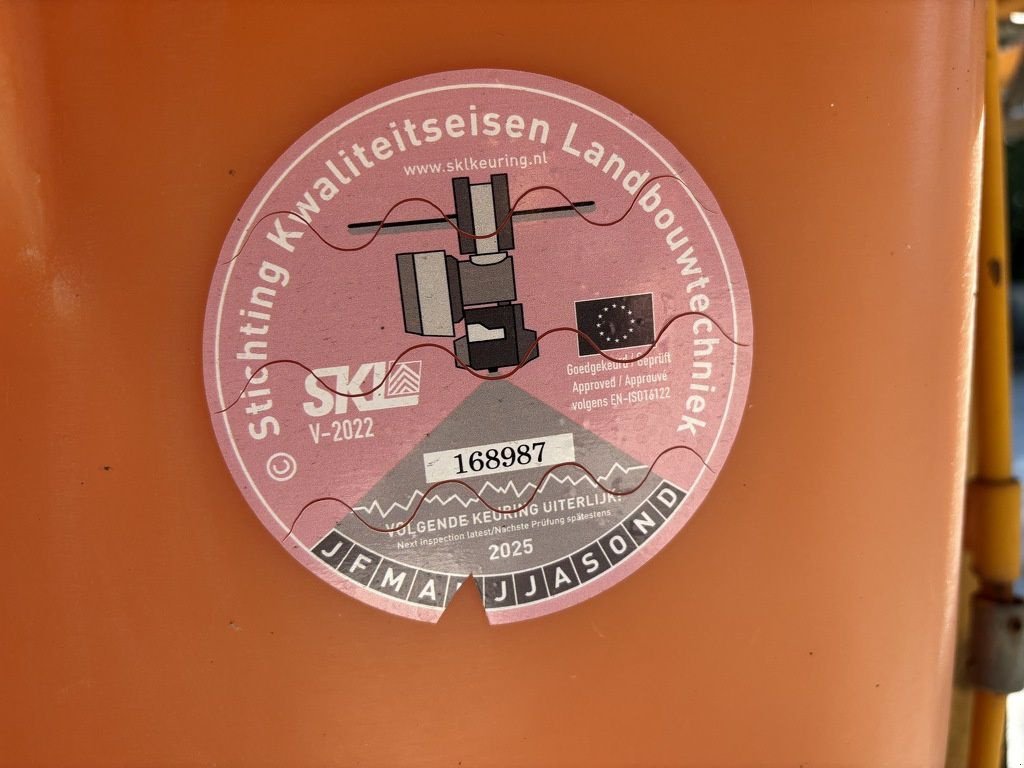 © Stichting Kwaliteitseisen Landbouwtechniek
www.sklkeuring.nl
SKL
V-2022
Goedgekeurd / Geprüft
Approved / Approuvé
volgens EN-ISO16122
168987
VOLGENDE KEURING UITERLIJK:
Next inspection latest/Nachste Prüfung spätestens
2025
J F M A J J A S O N D